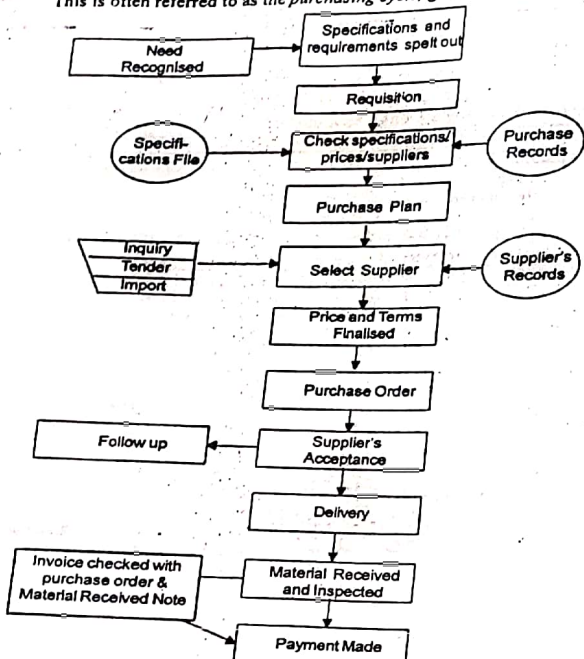 This is often referred to as the purchasing
Specifications and
requirements spelt out
Need
Recognised
Requisition
Specifi-
cations File
Check specifications/
prices/suppliers
Purchase
Records
Purchase Plan
Inquiry
Tender
Import
Select Supplier
Supplier's
Records
Price and Terms
Finalised
Purchase Order
Follow up
Supplier's
Acceptance
Delivery
Invoice checked with
purchase order &
Material Received Note
Material Received
and Inspected
Payment Made